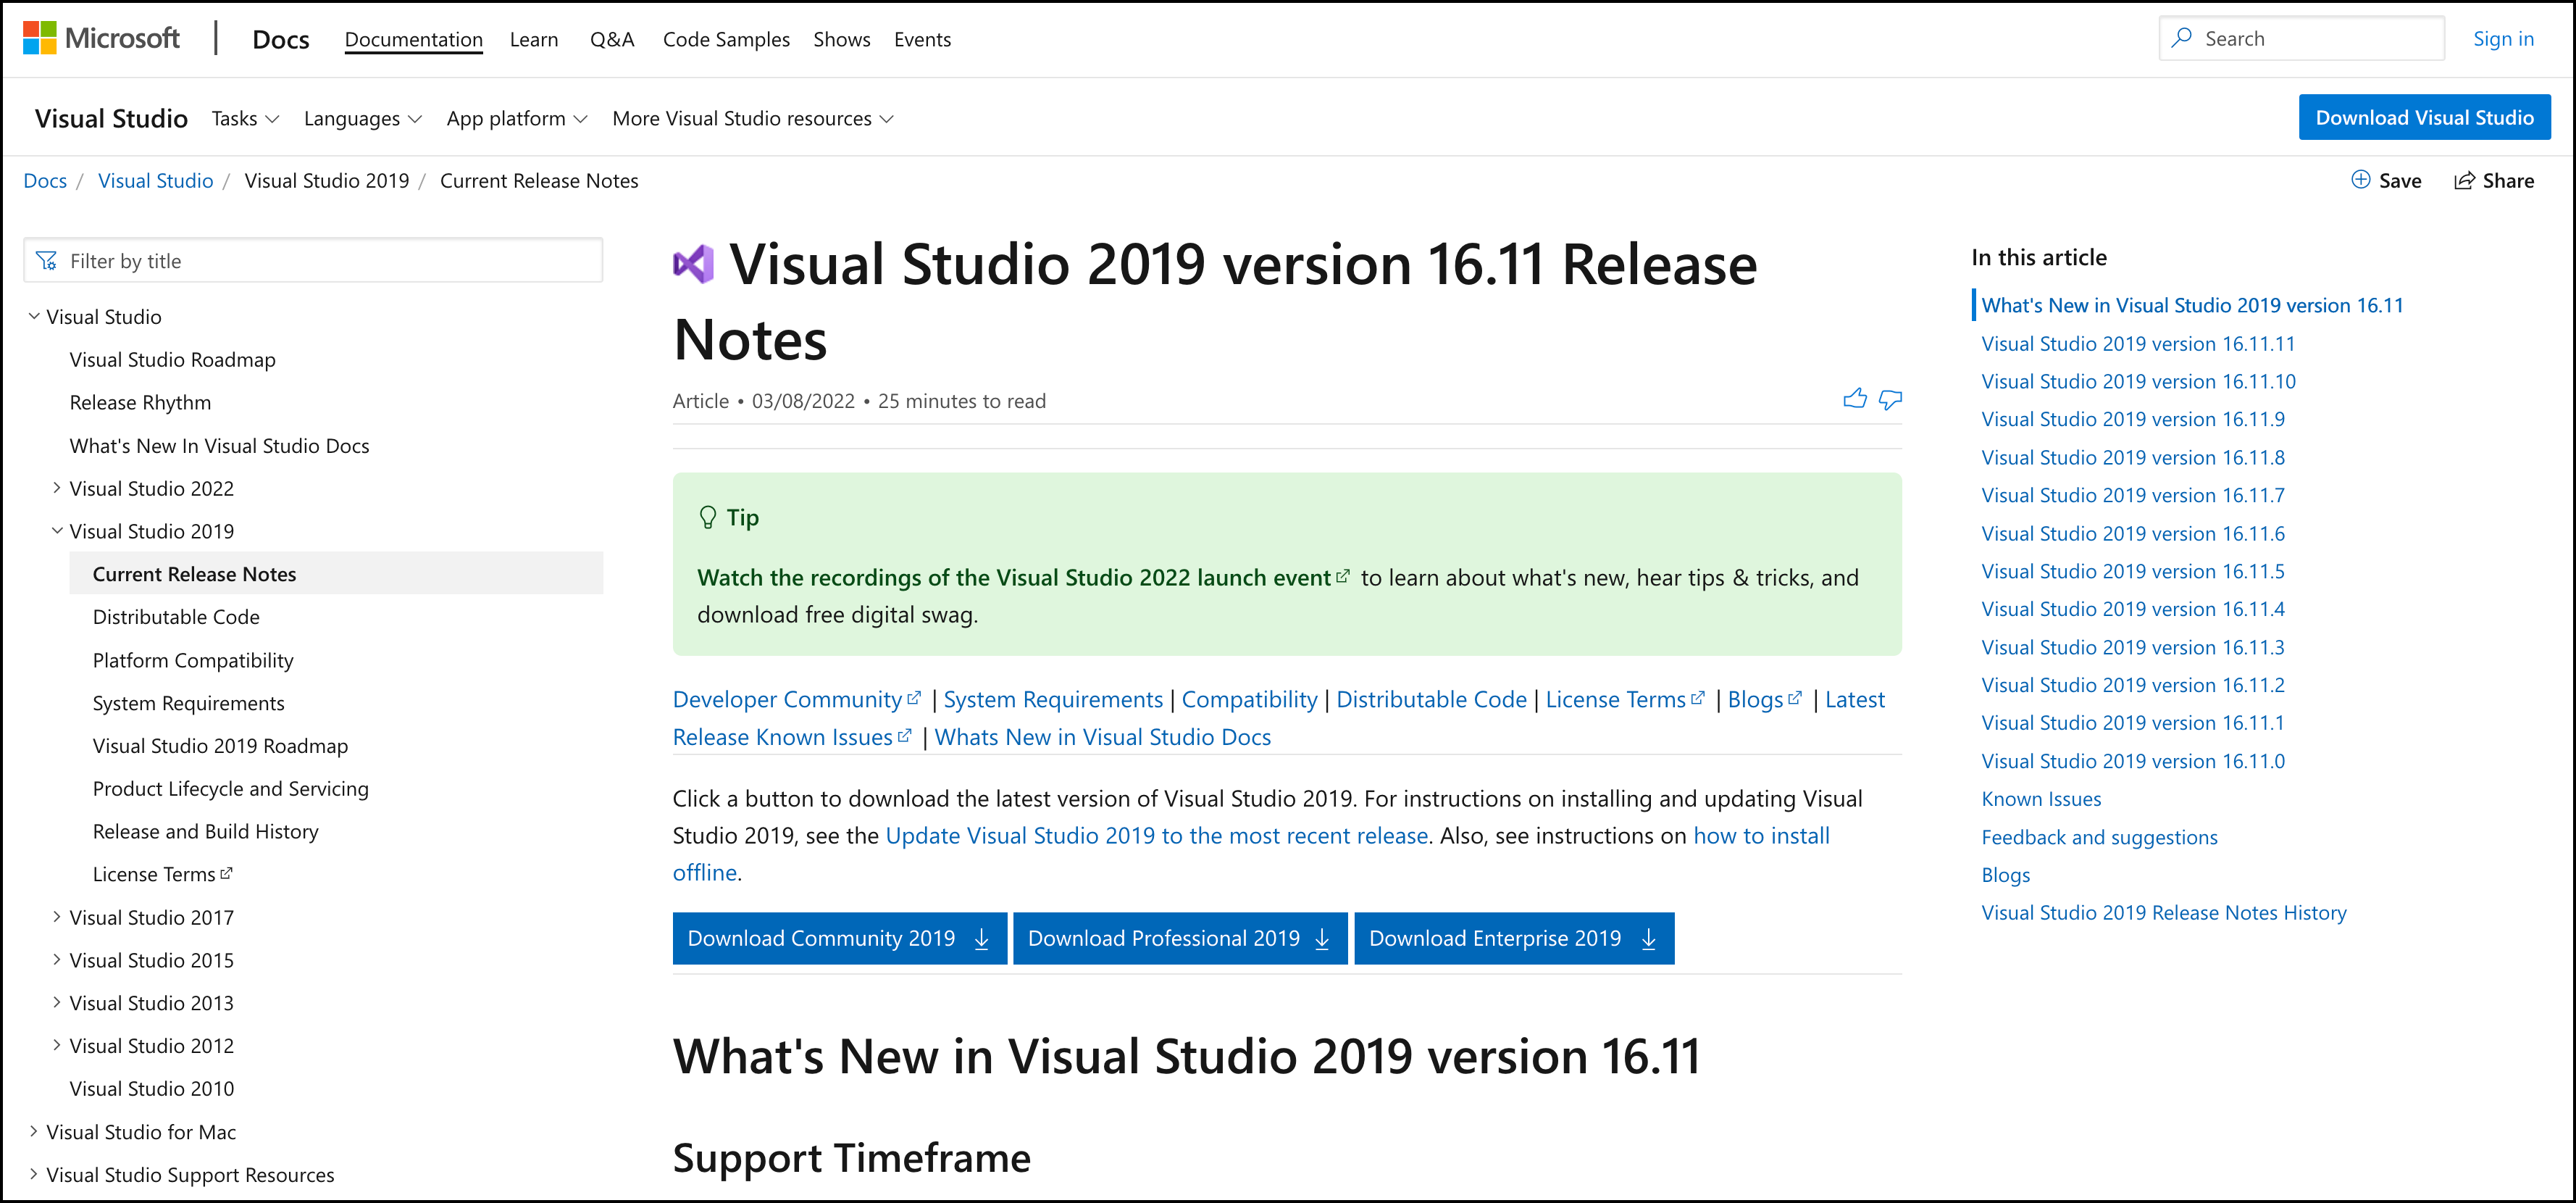 Microsoft
Docs
Documentation
Learn
Q&A
Code Samples
Shows
Events
Search
Sign in
Visual Studio
Tasks
Languages
App platform
More Visual Studio resources
Download Visual Studio
Docs / Visual Studio / Visual Studio 2019 / Current Release Notes
Save
Share
Filter by title
Visual Studio
Visual Studio Roadmap
Release Rhythm
What's New In Visual Studio Docs
Visual Studio 2022
Visual Studio 2019
Current Release Notes
Distributable Code
Platform Compatibility
System Requirements
Visual Studio 2019 Roadmap
Product Lifecycle and Servicing
Release and Build History
License Terms
Visual Studio 2017
Visual Studio 2015
Visual Studio 2013
Visual Studio 2012
Visual Studio 2010
Visual Studio for Mac
Visual Studio Support Resources
Visual Studio 2019 version 16.11 Release
Notes
Article • 03/08/2022 • 25 minutes to read
Tip
Watch the recordings of the Visual Studio 2022 launch event to learn about what's new, hear tips & tricks, and
download free digital swag.
Developer Community | System Requirements | Compatibility | Distributable Code | License Terms | Blogs | Latest
Release Known Issues | Whats New in Visual Studio Docs
Click a button to download the latest version of Visual Studio 2019. For instructions on installing and updating Visual
Studio 2019, see the Update Visual Studio 2019 to the most recent release. Also, see instructions on how to install
offline.
Download Community 2019
Download Professional 2019
Download Enterprise 2019
What's New in Visual Studio 2019 version 16.11
Support Timeframe
In this article
What's New in Visual Studio 2019 version 16.11
Visual Studio 2019 version 16.11.11
Visual Studio 2019 version 16.11.10
Visual Studio 2019 version 16.11.9
Visual Studio 2019 version 16.11.8
Visual Studio 2019 version 16.11.7
Visual Studio 2019 version 16.11.6
Visual Studio 2019 version 16.11.5
Visual Studio 2019 version 16.11.4
Visual Studio 2019 version 16.11.3
Visual Studio 2019 version 16.11.2
Visual Studio 2019 version 16.11.1
Visual Studio 2019 version 16.11.0
Known Issues
Feedback and suggestions
Blogs
Visual Studio 2019 Release Notes History